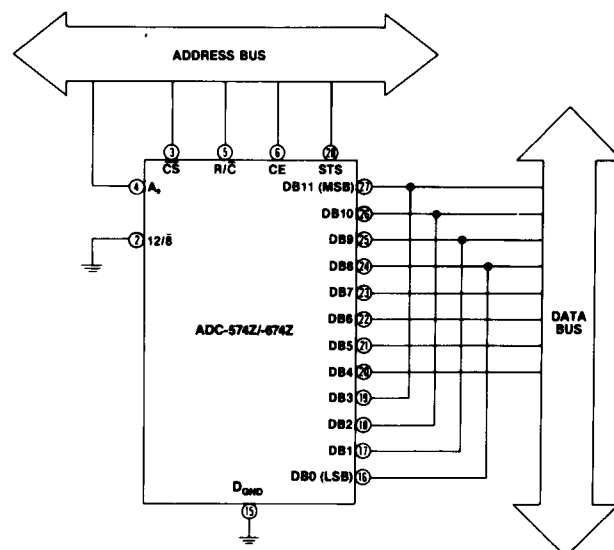 ADDRESS BUS
3 5 6 28
CS R/C CE STS
4 A₀
2 12/8
ADC-574Z/-674Z
DB11 (MSB) 27
DB10 26
DB9 25
DB8 24
DB7 23
DB6 22
DB5 21
DB4 20
DB3 19
DB2 18
DB1 17
DB0 (LSB) 16
DGND
15
DATA
BUS